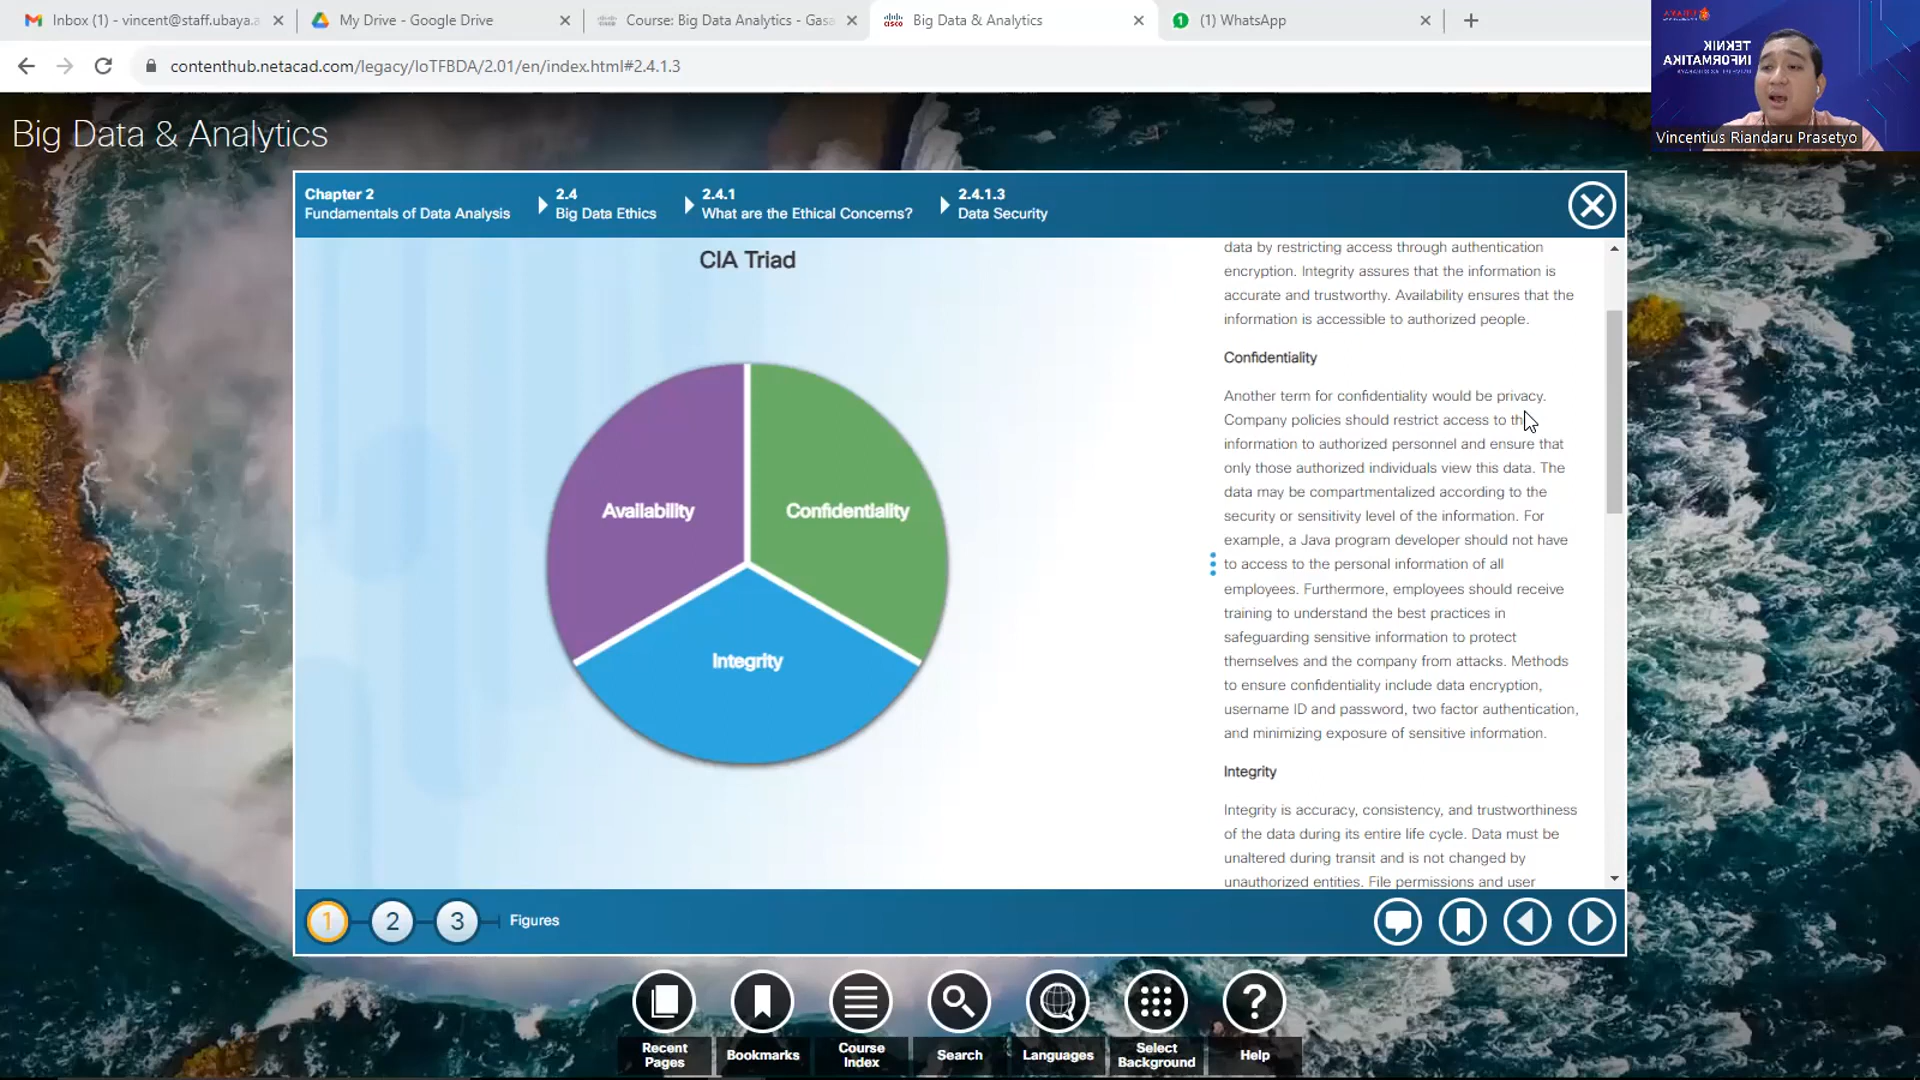 Inbox (1) - vincent@staff.ubaya.a
My Drive - Google Drive
Course: Big Data Analytics - Gasa
Big Data & Analytics
(1) WhatsApp
contenthub.netacad.com/legacy/IoTFBDA/2.01/en/index.html#2.4.1.3
TEKNIK
INFORMATIKA
Vincentius Riandaru Prasetyo
Big Data & Analytics
Chapter 2
Fundamentals of Data Analysis
2.4
Big Data Ethics
2.4.1
What are the Ethical Concerns?
2.4.1.3
Data Security
CIA Triad
Availability
Confidentiality
Integrity
data by restricting access through authentication
encryption. Integrity assures that the information is
accurate and trustworthy. Availability ensures that the
information is accessible to authorized people.
Confidentiality
Another term for confidentiality would be privacy.
Company policies should restrict access to the
information to authorized personnel and ensure that
only those authorized individuals view this data. The
data may be compartmentalized according to the
security or sensitivity level of the information. For
example, a Java program developer should not have
to access to the personal information of all
employees. Furthermore, employees should receive
training to understand the best practices in
safeguarding sensitive information to protect
themselves and the company from attacks. Methods
to ensure confidentiality include data encryption,
username ID and password, two factor authentication,
and minimizing exposure of sensitive information.
Integrity
Integrity is accuracy, consistency, and trustworthiness
of the data during its entire life cycle. Data must be
unaltered during transit and is not changed by
unauthorized entities. File permissions and user
1
2
3
Figures
Recent
Pages
Bookmarks
Course
Index
Search
Languages
Select
Background
Help